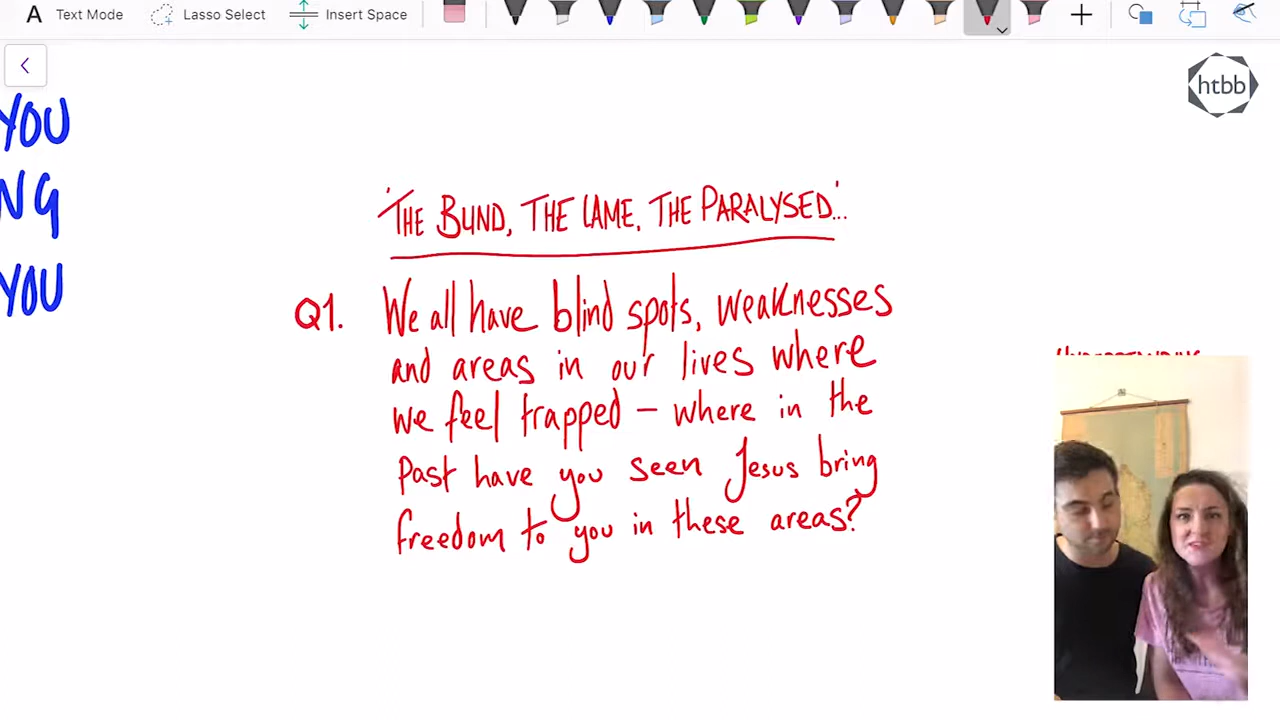 A Text Mode Lasso Select Insert Space
htbb
YOU
NG
YOU
'THE BLIND, THE LAME, THE PARALYSED...'
Q1. We all have blind spots, weaknesses
and areas in our lives where
we feel trapped – where in the
Past have you seen Jesus bring
freedom to you in these areas?
UNDERSTANDING